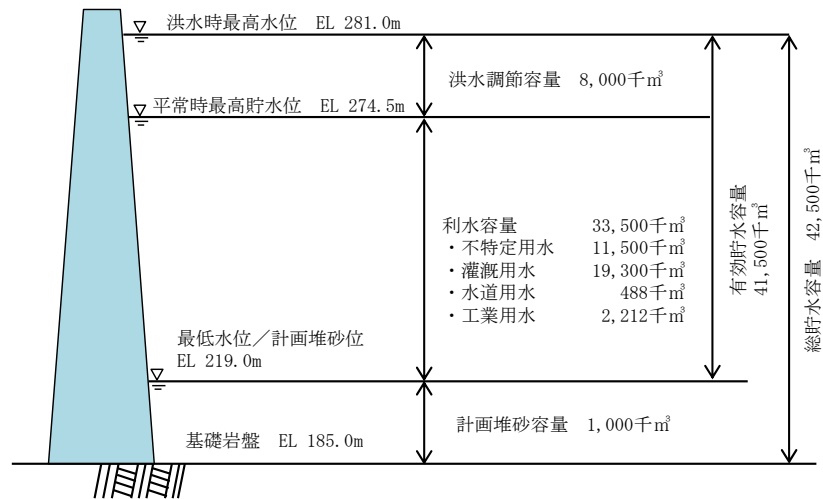 洪水時最高水位 EL 281.0m
洪水調節容量 8,000千㎥
平常時最高貯水位 EL 274.5m
利水容量 33,500千㎥
・不特定用水 11,500千㎥
・灌漑用水 19,300千㎥
・水道用水 488千㎥
・工業用水 2,212千㎥
有効貯水容量
41,500千㎥
総貯水容量 42,500千㎥
最低水位／計画堆砂位
EL 219.0m
計画堆砂容量 1,000千㎥
基礎岩盤 EL 185.0m